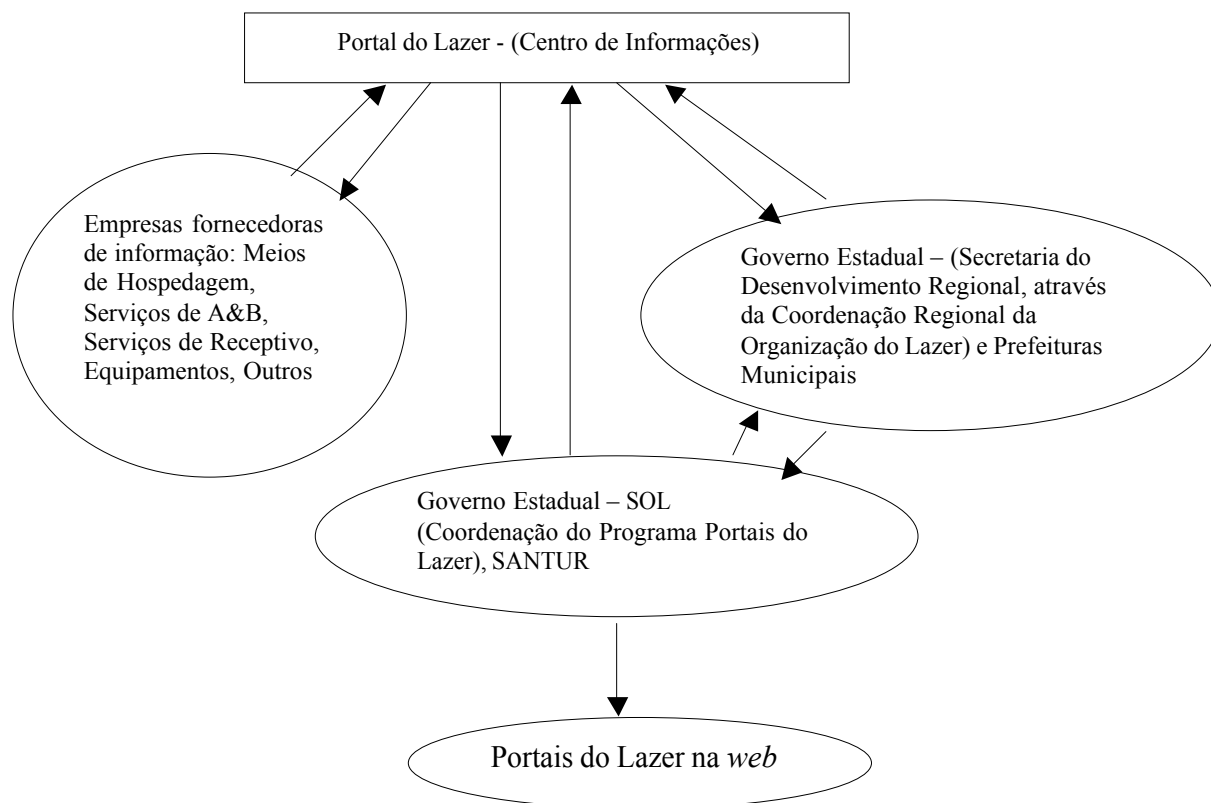 Portal do Lazer - (Centro de Informações)
Empresas fornecedoras
de informação: Meios
de Hospedagem,
Serviços de A&B,
Serviços de Receptivo,
Equipamentos, Outros
Governo Estadual – (Secretaria do
Desenvolvimento Regional, através
da Coordenação Regional da
Organização do Lazer) e Prefeituras
Municipais
Governo Estadual – SOL
(Coordenação do Programa Portais do
Lazer), SANTUR
Portais do Lazer na web